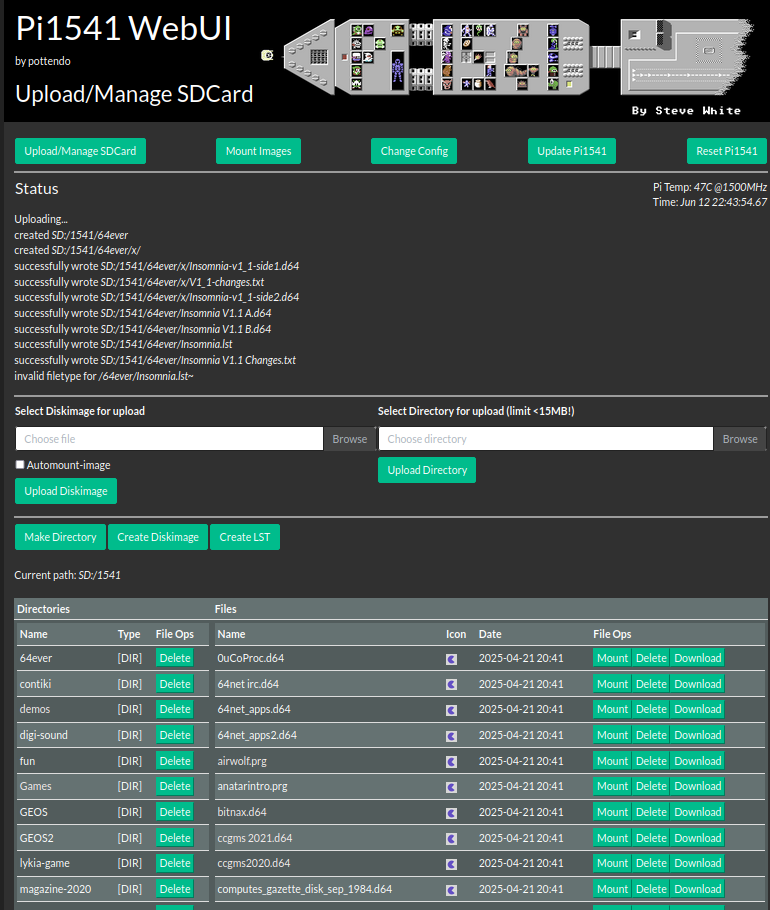 Pi1541 WebUI
by pottendo
Upload/Manage SDCard
By Steve White
Upload/Manage SDCard Mount Images Change Config Update Pi1541 Reset Pi1541
Status
Pi Temp: 47C @1500MHz
Time: Jun 12 22:43:54.67
Uploading...
created SD:/1541/64ever
created SD:/1541/64ever/x/
successfully wrote SD:/1541/64ever/x/Insomnia-v1_1-side1.d64
successfully wrote SD:/1541/64ever/x/V1_1-changes.txt
successfully wrote SD:/1541/64ever/x/Insomnia-v1_1-side2.d64
successfully wrote SD:/1541/64ever/Insomnia V1.1 A.d64
successfully wrote SD:/1541/64ever/Insomnia V1.1 B.d64
successfully wrote SD:/1541/64ever/Insomnia.lst
successfully wrote SD:/1541/64ever/Insomnia V1.1 Changes.txt
invalid filetype for /64ever/Insomnia.lst~
Select Diskimage for upload Select Directory for upload (limit <15MB!)
Choose file Browse Choose directory Browse
Automount-image
Upload Directory
Upload Diskimage
Make Directory Create Diskimage Create LST
Current path: SD:/1541
Directories Files
Name Type File Ops Name Icon Date File Ops
64ever [DIR] Delete 0uCoProc.d64 2025-04-21 20:41 Mount Delete Download
contiki [DIR] Delete 64net irc.d64 2025-04-21 20:41 Mount Delete Download
demos [DIR] Delete 64net_apps.d64 2025-04-21 20:41 Mount Delete Download
digi-sound [DIR] Delete 64net_apps2.d64 2025-04-21 20:41 Mount Delete Download
fun [DIR] Delete airwolf.prg 2025-04-21 20:41 Mount Delete Download
Games [DIR] Delete anatarintro.prg 2025-04-21 20:41 Mount Delete Download
GEOS [DIR] Delete bitnax.d64 2025-04-21 20:41 Mount Delete Download
GEOS2 [DIR] Delete ccgms 2021.d64 2025-04-21 20:41 Mount Delete Download
lykia-game [DIR] Delete ccgms2020.d64 2025-04-21 20:41 Mount Delete Download
magazine-2020 [DIR] Delete computes_gazette_disk_sep_1984.d64 2025-04-21 20:41 Mount Delete Download